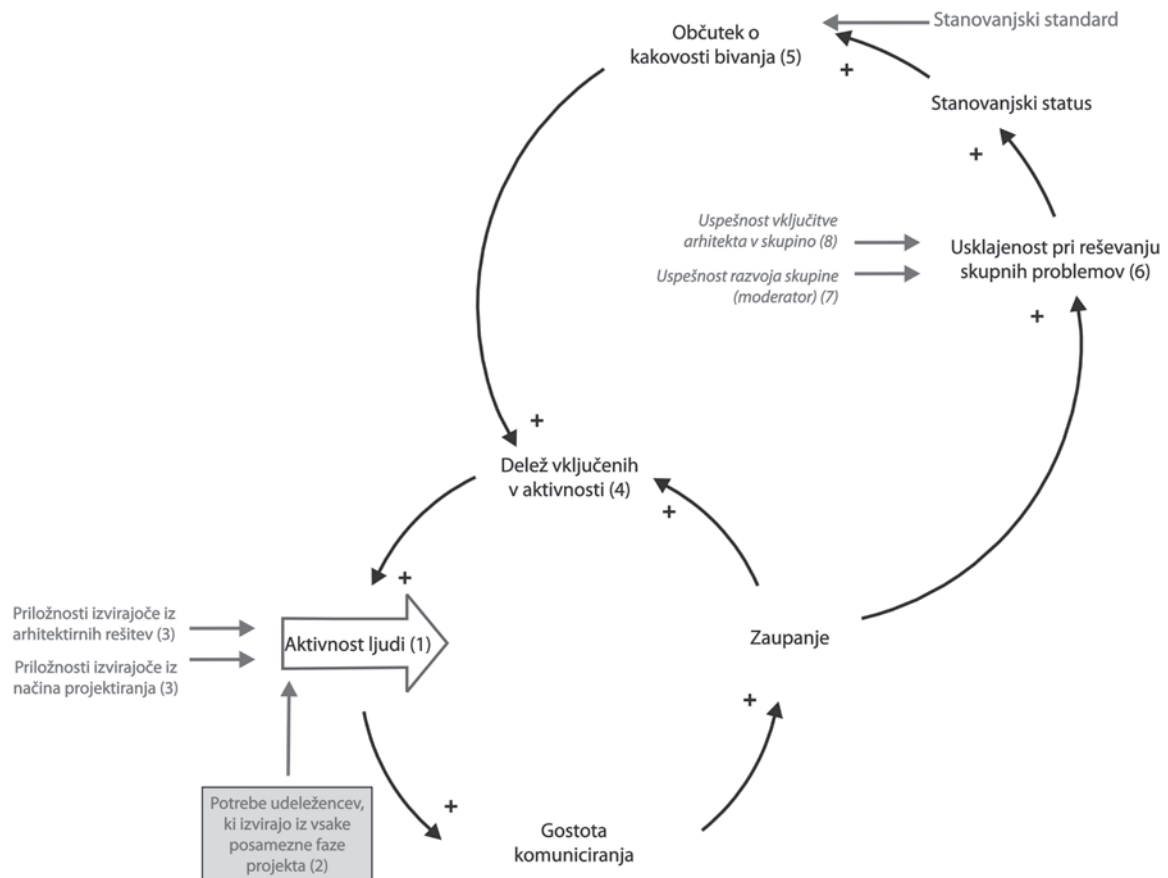 Občutek o
kakovosti bivanja (5)
Stanovanjski standard
+
Stanovanjski status
+
Uspešnost vključitve
arhitekta v skupino (8)
Uspešnost razvoja skupine
(moderator) (7)
Usklajenost pri reševanju
skupnih problemov (6)
+
+
Delež vključenih
v aktivnosti (4)
+
+
Priložnosti izvirajoče iz
arhitektirnih rešitev (3)
Priložnosti izvirajoče iz
načina projektiranja (3)
Aktivnost ljudi (1)
Zaupanje
+
Potrebe udeležencev,
ki izvirajo iz vsake
posamezne faze
projekta (2)
+
Gostota
komuniciranja